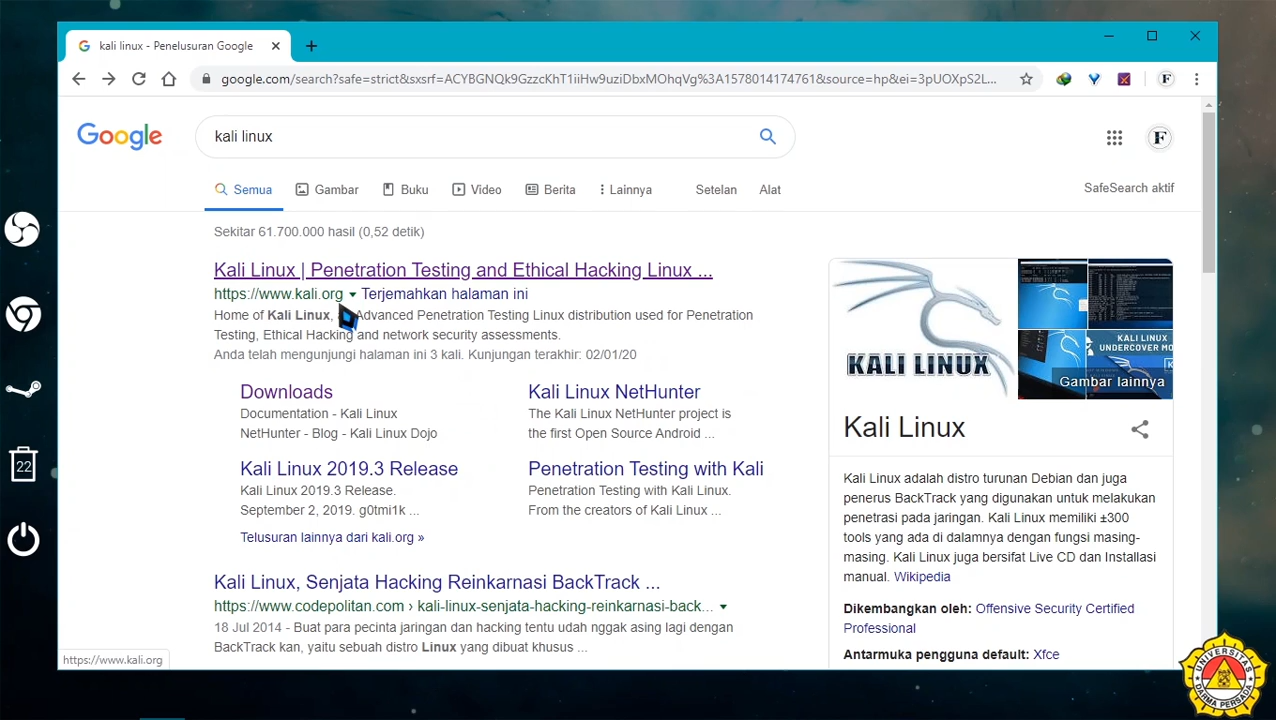 kali linux - Penelusuran Google
google.com/search?safe=strict&sxsrf=ACYBGNQk9GzzcKhT1iiHw9uziDbxMOhqVg%3A1578014174761&source=hp&ei=3pUOXpS2L...
Google
kali linux
F
Semua
Gambar
Buku
Video
Berita
Lainnya
Setelan
Alat
SafeSearch aktif
Sekitar 61.700.000 hasil (0,52 detik)
Kali Linux | Penetration Testing and Ethical Hacking Linux ...
https://www.kali.org Terjemahkan halaman ini
Home of Kali Linux, Advanced Penetration Testing Linux distribution used for Penetration
Testing, Ethical Hacking and network security assessments.
Anda telah mengunjungi halaman ini 3 kali. Kunjungan terakhir: 02/01/20
Downloads
Documentation - Kali Linux
NetHunter - Blog - Kali Linux Dojo
Kali Linux NetHunter
The Kali Linux NetHunter project is
the first Open Source Android ...
Kali Linux 2019.3 Release
Kali Linux 2019.3 Release.
September 2, 2019. g0tmi1k ...
Penetration Testing with Kali
Penetration Testing with Kali Linux.
From the creators of Kali Linux ...
Telusuran lainnya dari kali.org »
Kali Linux, Senjata Hacking Reinkarnasi BackTrack ...
https://www.codepolitan.com › kali-linux-senjata-hacking-reinkarnasi-back...
18 Jul 2014 - Buat para pecinta jaringan dan hacking tentu udah nggak asing lagi dengan
BackTrack kan, yaitu sebuah distro Linux yang dibuat khusus ...
KALI LINUX
KALI LINUX
UNDERCOVER MO
Gambar lainnya
Kali Linux
Kali Linux adalah distro turunan Debian dan juga
penerus BackTrack yang digunakan untuk melakukan
penetrasi pada jaringan. Kali Linux memiliki ±300
tools yang ada di dalamnya dengan fungsi masing-
masing. Kali Linux juga bersifat Live CD dan Installasi
manual. Wikipedia
Dikembangkan oleh: Offensive Security Certified
Professional
Antarmuka pengguna default: Xfce
https://www.kali.org
22
UNIVERSITAS
DARMA PERSADA